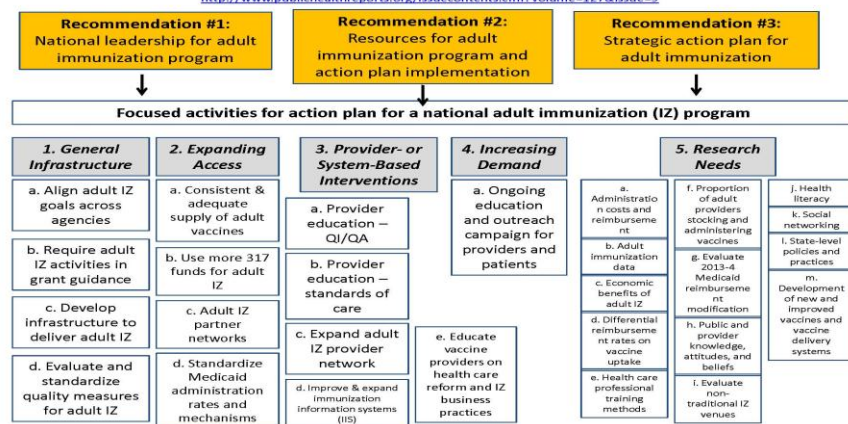 http://www.publichealthreports.org/issuecontents.cfm?Volume=127&Issue=5
Recommendation #1:
National leadership for adult
immunization program
Recommendation #2:
Resources for adult
immunization program and
action plan implementation
Recommendation #3:
Strategic action plan for
adult immunization
Focused activities for action plan for a national adult immunization (IZ) program
1. General
Infrastructure
a. Align adult IZ
goals across
agencies
b. Require adult
IZ activities in
grant guidance
c. Develop
infrastructure to
deliver adult IZ
d. Evaluate and
standardize
quality measures
for adult IZ
2. Expanding
Access
a. Consistent &
adequate
supply of adult
vaccines
b. Use more 317
funds for adult
IZ
c. Adult IZ
partner
networks
d. Standardize
Medicaid
administration
rates and
mechanisms
3. Provider- or
System-Based
Interventions
a. Provider
education –
QI/QA
b. Provider
education –
standards of
care
c. Expand adult
IZ provider
network
d. Improve & expand
immunization
information systems
(IIS)
e. Educate
vaccine
providers on
health care
reform and IZ
business
practices
4. Increasing
Demand
a. Ongoing
education
and outreach
campaign for
providers and
patients
5. Research
Needs
a.
Administratio
n costs and
reimburseme
nt
b. Adult
immunization
data
c. Economic
benefits of
adult IZ
d. Differential
reimburseme
nt rates on
vaccine
uptake
e. Health care
professional
training
methods
f. Proportion
of adult
providers
stocking and
administering
vaccines
g. Evaluate
2013-4
Medicaid
reimburseme
nt
modification
h. Public and
provider
knowledge,
attitudes, and
beliefs
i. Evaluate
non-
traditional IZ
venues
j. Health
literacy
k. Social
networking
l. State-level
policies and
practices
m.
Development
of new and
improved
vaccines and
vaccine
delivery
systems